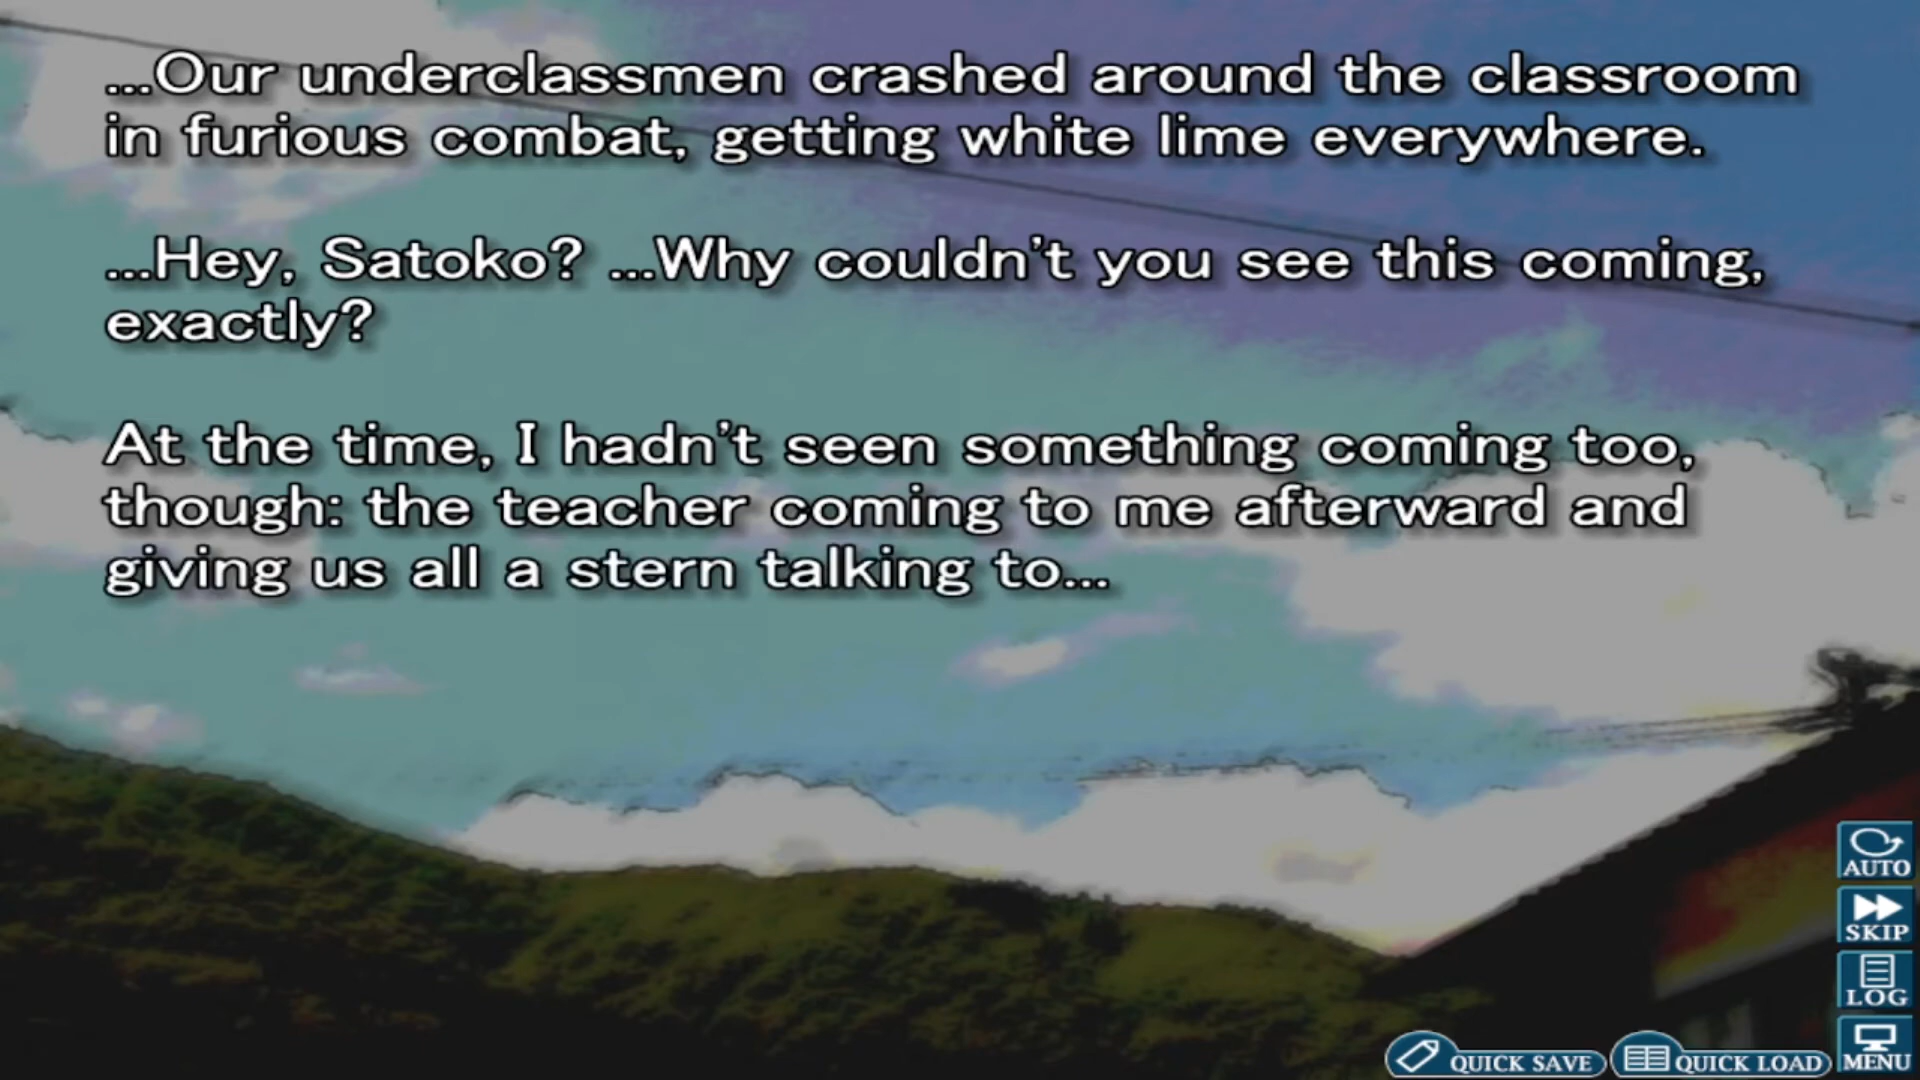 ...Our underclassmen crashed around the classroom
in furious combat, getting white lime everywhere.
...Hey, Satoko? ...Why couldn't you see this coming,
exactly?
At the time, I hadn't seen something coming too,
though: the teacher coming to me afterward and
giving us all a stern talking to...
AUTO
SKIP
LOG
QUICK SAVE
QUICK LOAD
MENU